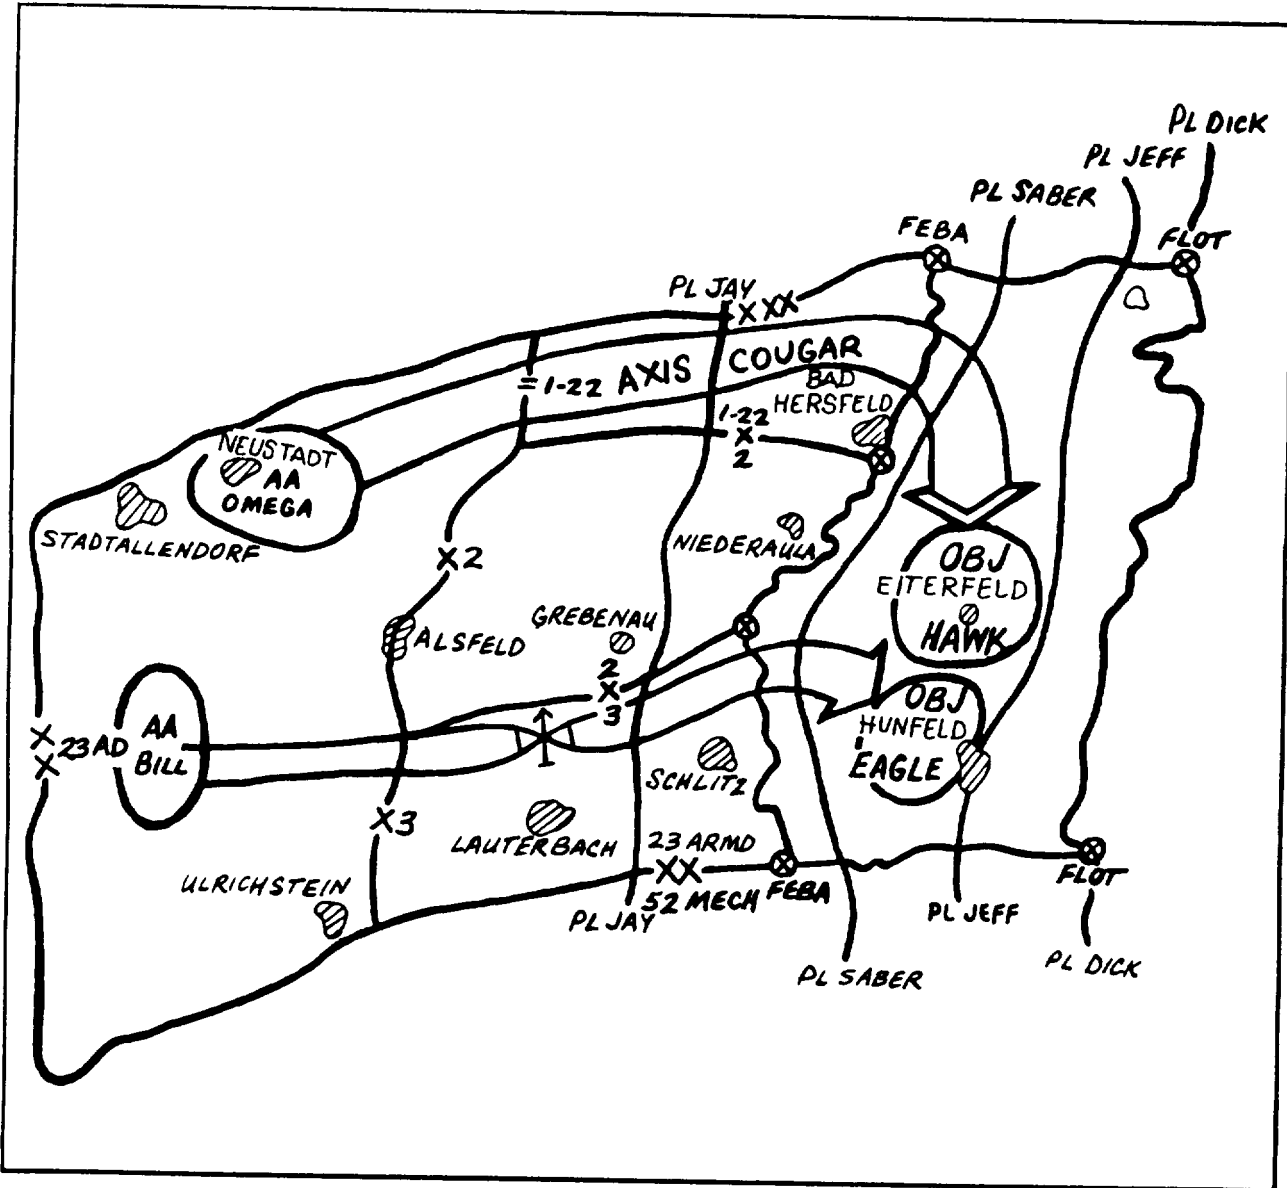 PL DICK
PL JEFF
PL SABER
FEBA
FLOT
PL JAY
XXX
AXIS COUGAR
= 1-22
BAD
HERSFELD
1-22
X
2
NEUSTADT
AA
OMEGA
STADTALLENDORF
NIEDERAULA
OBJ
EITERFELD
HAWK
X2
GREBENAU
ALSFELD
2
X
3
OBJ
HUNFELD
EAGLE
X
X
23 AD
AA
BILL
SCHLITZ
X3
LAUTERBACH
23 ARMD
XX
52 MECH
FEBA
FLOT
ULRICHSTEIN
PL JAY
PL JEFF
PL SABER
PL DICK